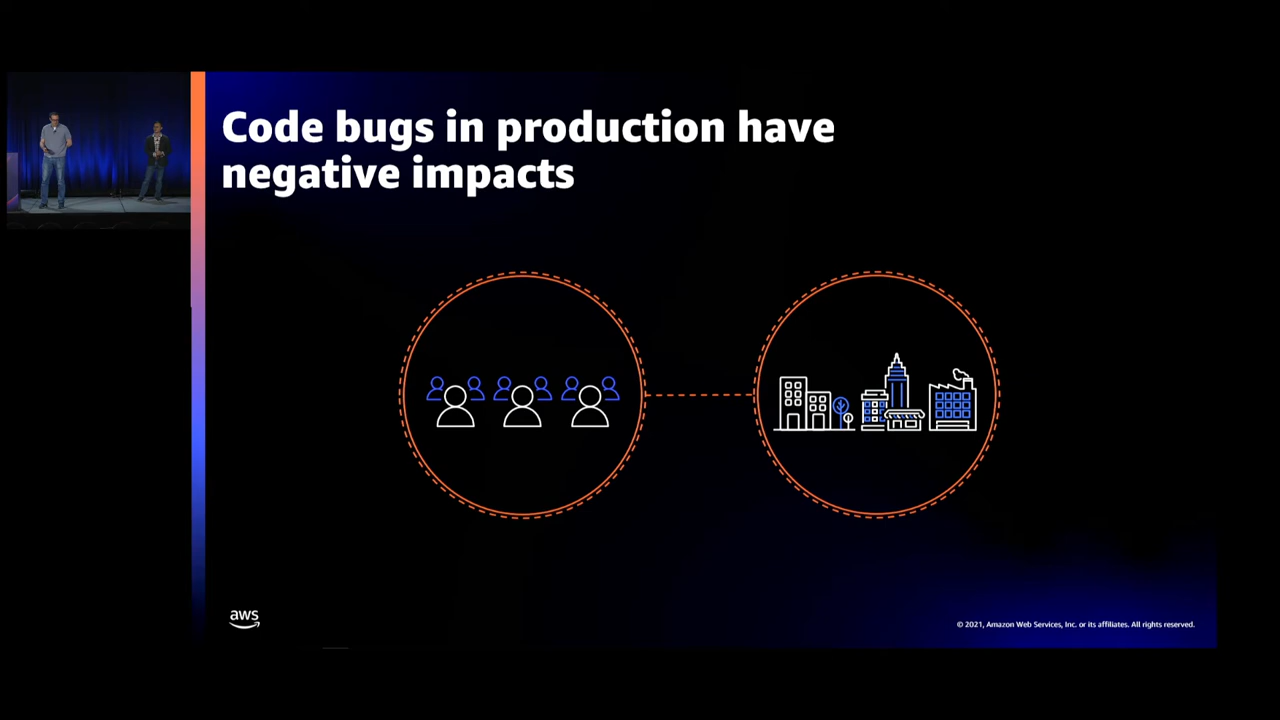 Code bugs in production have
negative impacts
aws
© 2021, Amazon Web Services, Inc. or its affiliates. All rights reserved.